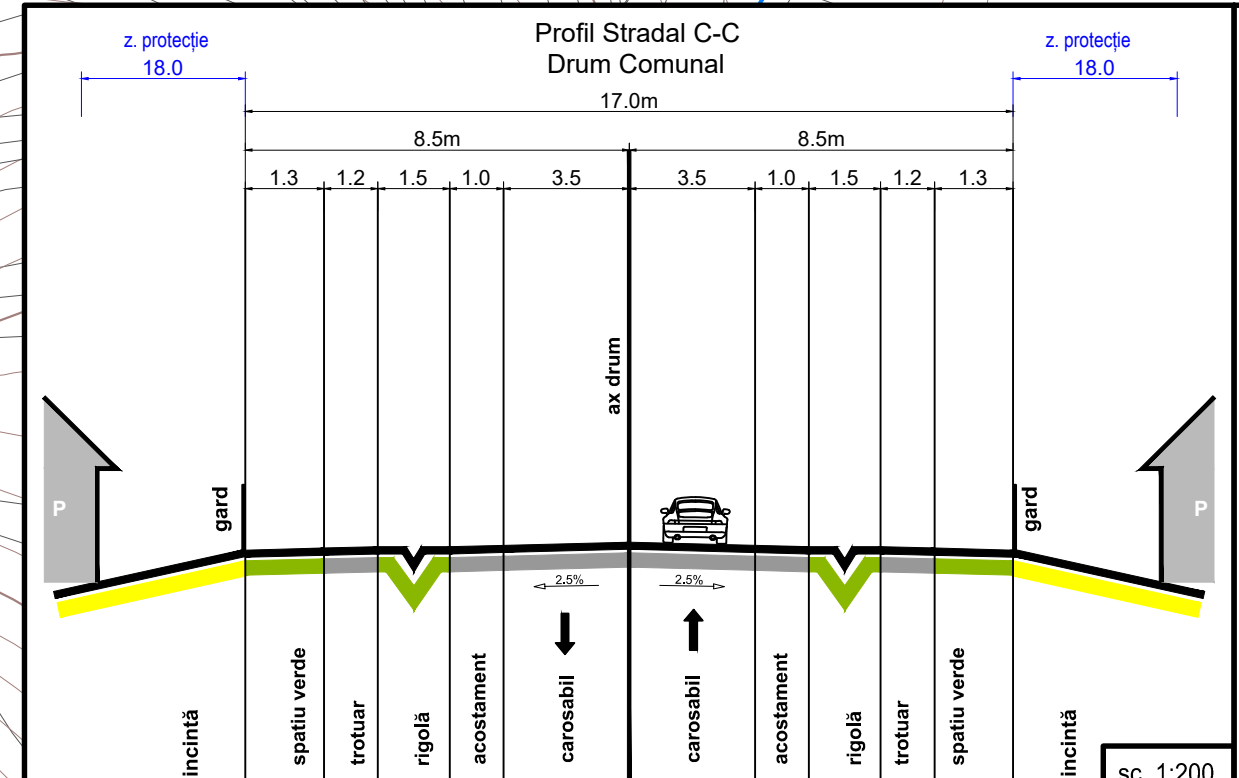 Profil Stradal C-C
Drum Comunal
z. protecție
18.0
z. protecție
18.0
17.0m
8.5m
8.5m
1.3
1.2
1.5
1.0
3.5
3.5
1.0
1.5
1.2
1.3
ax drum
gard
gard
P
P
2.5%
2.5%
incintă
spatiu verde
trotuar
rigolă
acostament
carosabil
carosabil
acostament
rigolă
trotuar
spatiu verde
incintă
sc. 1:200